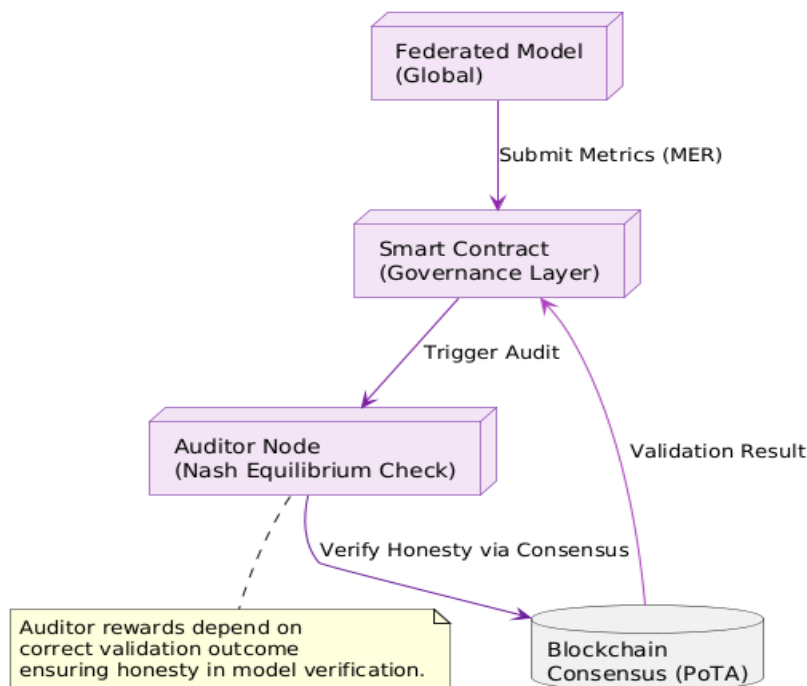 Federated Model
(Global)
Submit Metrics (MER)
Smart Contract
(Governance Layer)
Trigger Audit
Auditor Node
(Nash Equilibrium Check)
Validation Result
Verify Honesty via Consensus
Auditor rewards depend on
correct validation outcome
ensuring honesty in model verification.
Blockchain
Consensus (PoTA)